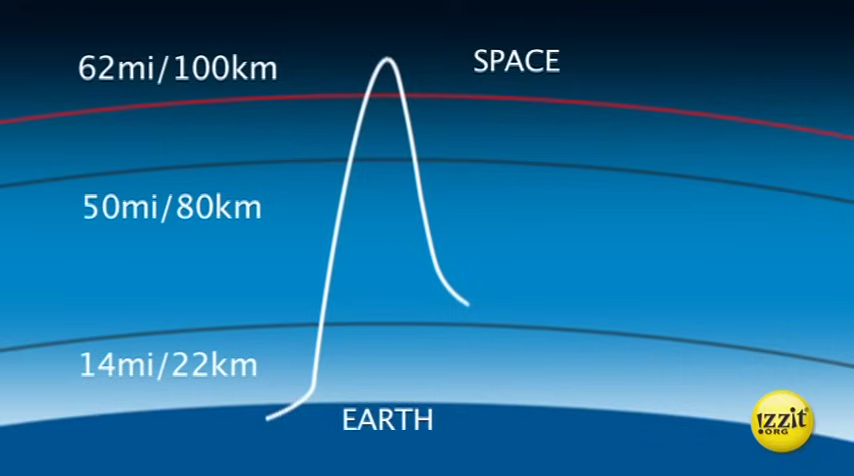 62mi/100km
SPACE
50mi/80km
14mi/22km
EARTH
izzit®
.ORG